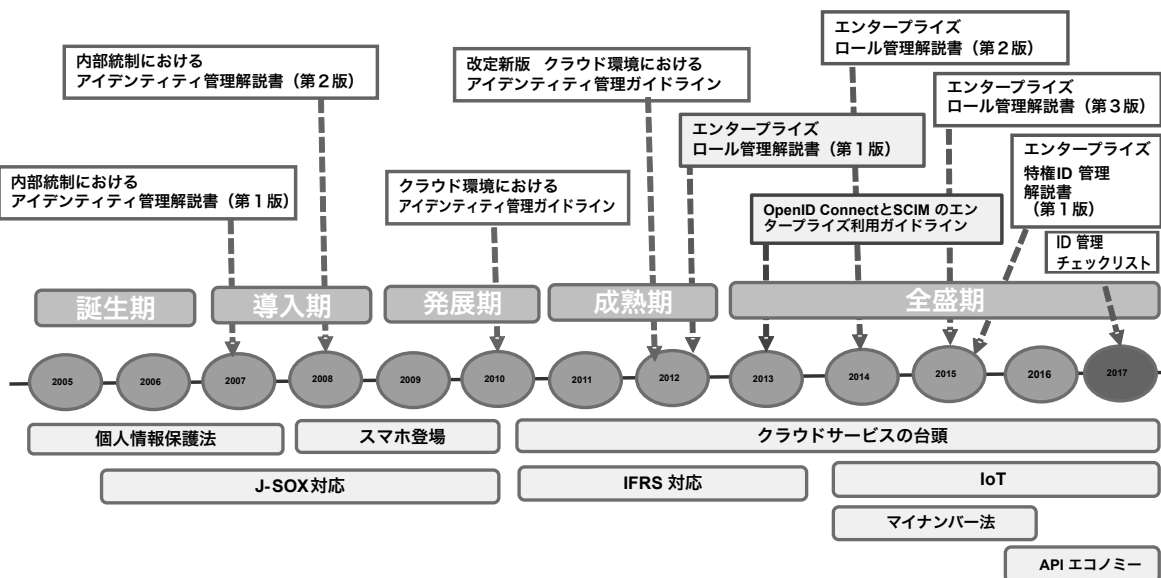 エンタープライズ
ロール管理解説書（第２版）
内部統制における
アイデンティティ管理解説書（第２版）
改定新版 クラウド環境における
アイデンティティ管理ガイドライン
エンタープライズ
ロール管理解説書（第３版）
エンタープライズ
ロール管理解説書（第１版）
エンタープライズ
特権ID 管理
解説書
（第１版）
内部統制における
アイデンティティ管理解説書（第１版）
クラウド環境における
アイデンティティ管理ガイドライン
OpenID ConnectとSCIM のエン
タープライズ利用ガイドライン
ID 管理
チェックリスト
誕生期
導入期
発展期
成熟期
全盛期
2005
2006
2007
2008
2009
2010
2011
2012
2013
2014
2015
2016
2017
個人情報保護法
スマホ登場
クラウドサービスの台頭
J-SOX対応
IFRS 対応
IoT
マイナンバー法
API エコノミー